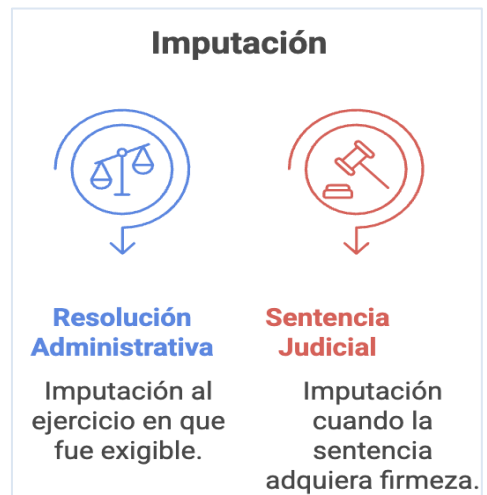 Imputación
Resolución
Administrativa
Imputación al
ejercicio en que
fue exigible.
Sentencia
Judicial
Imputación
cuando la
sentencia
adquiera firmeza.